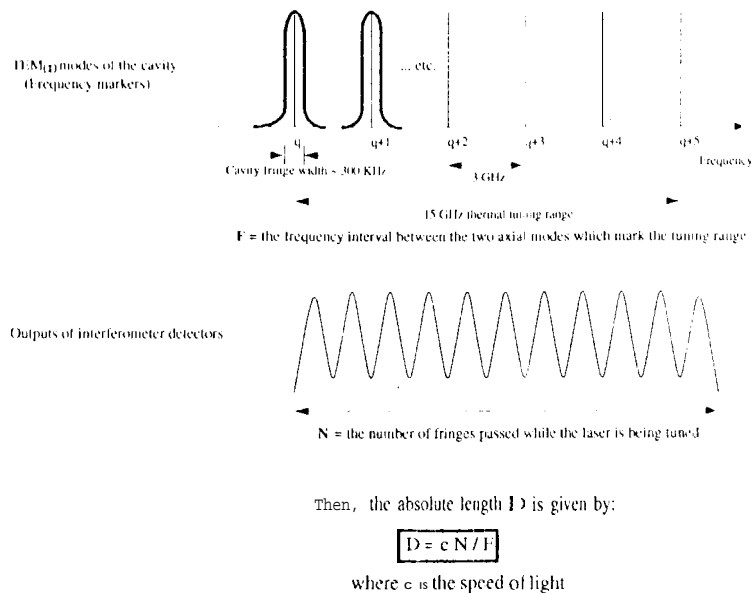 TEM(1) modes of the cavity
(Frequency markers)
... etc.
q q+1 q+2 q+3 q+4 q+5
Frequency
Cavity fringe width ~ 300 KHz
3 GHz
15 GHz thermal tuning range
F = the frequency interval between the two axial modes which mark the tuning range
Outputs of interferometer detectors
N = the number of fringes passed while the laser is being tuned
Then, the absolute length D is given by:
D = c N / F
where c is the speed of light